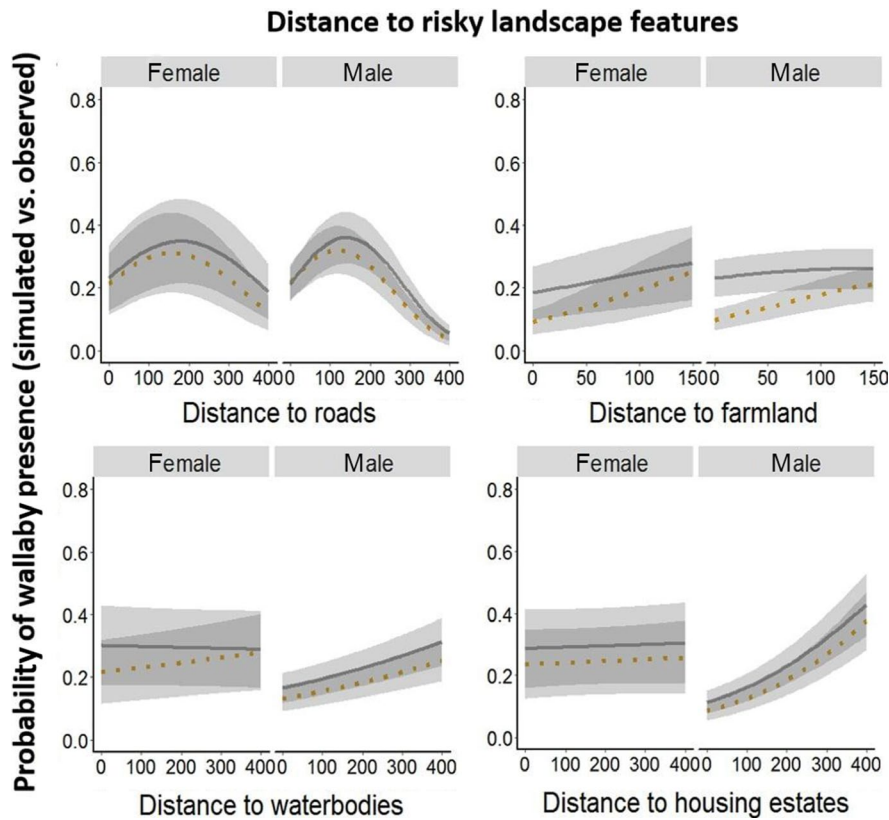 Distance to risky landscape features
Probability of wallaby presence (simulated vs. observed)
Female Male
0.8
0.6
0.4
0.2
0.0
0 100 200 300 400 0 100 200 300 400
Distance to roads
Female Male
0.8
0.6
0.4
0.2
0.0
0 50 100 150 0 50 100 150
Distance to farmland
Female Male
0.8
0.6
0.4
0.2
0.0
0 100 200 300 400 0 100 200 300 400
Distance to waterbodies
Female Male
0.8
0.6
0.4
0.2
0.0
0 100 200 300 400 0 100 200 300 400
Distance to housing estates